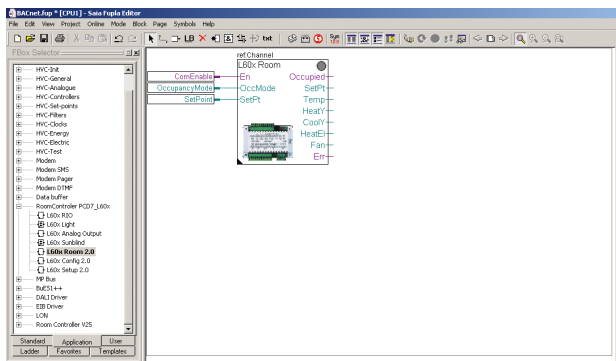 BACnet.fup * [CPU1] - Saia Fupla Editor
File Edit View Project Online Mode Block Page Symbols Help
LB txt Sym
FBox Selector
HVC-Init
HVC-General
HVC-Analogue
HVC-Controllers
HVC-Set-points
HVC-Filters
HVC-Clocks
HVC-Energy
HVC-Electric
HVC-Test
Modem
Modem SMS
Modem Pager
Modem DTMF
Data buffer
RoomControler PCD7_L60x
L60x RIO
L60x Light
L60x Analog Output
L60x Sunblind
L60x Room 2.0
L60x Config 2.0
L60x Setup 2.0
MP Bus
BuES1++
DALI Driver
EIB Driver
LON
Room Controller V25
Standard Application User
Ladder Favorites Templates
ref:Channel
L60x Room
ComEnable En Occupied
OccupancyMode OccMode SetPt
SetPoint SetPt Temp
HeatY
CoolY
HeatEl
Fan
Err